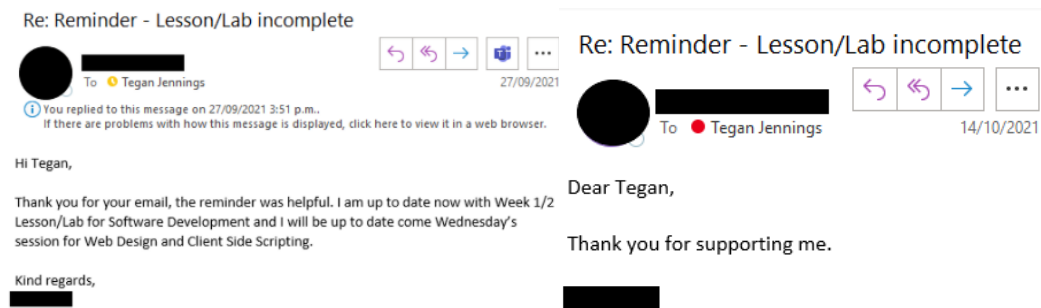 Re: Reminder - Lesson/Lab incomplete
To Tegan Jennings
27/09/2021
You replied to this message on 27/09/2021 3:51 p.m..
If there are problems with how this message is displayed, click here to view it in a web browser.
Hi Tegan,
Thank you for your email, the reminder was helpful. I am up to date now with Week 1/2
Lesson/Lab for Software Development and I will be up to date come Wednesday's
session for Web Design and Client Side Scripting.
Kind regards,
Re: Reminder - Lesson/Lab incomplete
To Tegan Jennings
14/10/2021
Dear Tegan,
Thank you for supporting me.